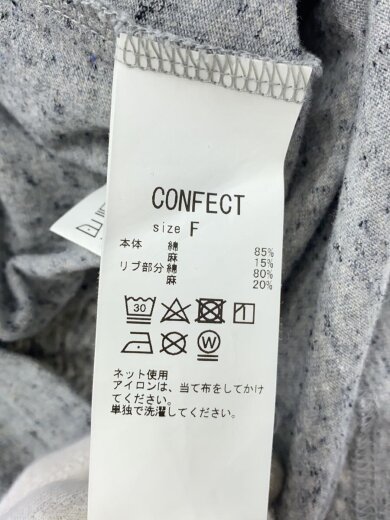 CONFECT
size F
本体 綿 85%
麻 15%
リブ部分 綿 80%
麻 20%
30
W
ネット使用
アイロンは、当て布をしてかけ
てください。
単独で洗濯してください。